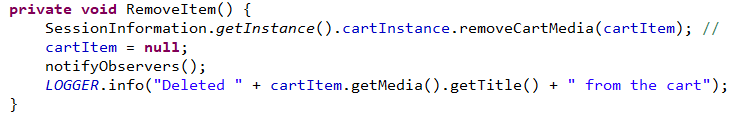 private void RemoveItem() {
    SessionInformation.getInstance().cartInstance.removeCartMedia(cartItem); //
    cartItem = null;
    notifyObservers();
    LOGGER.info("Deleted " + cartItem.getMedia().getTitle() + " from the cart");
}